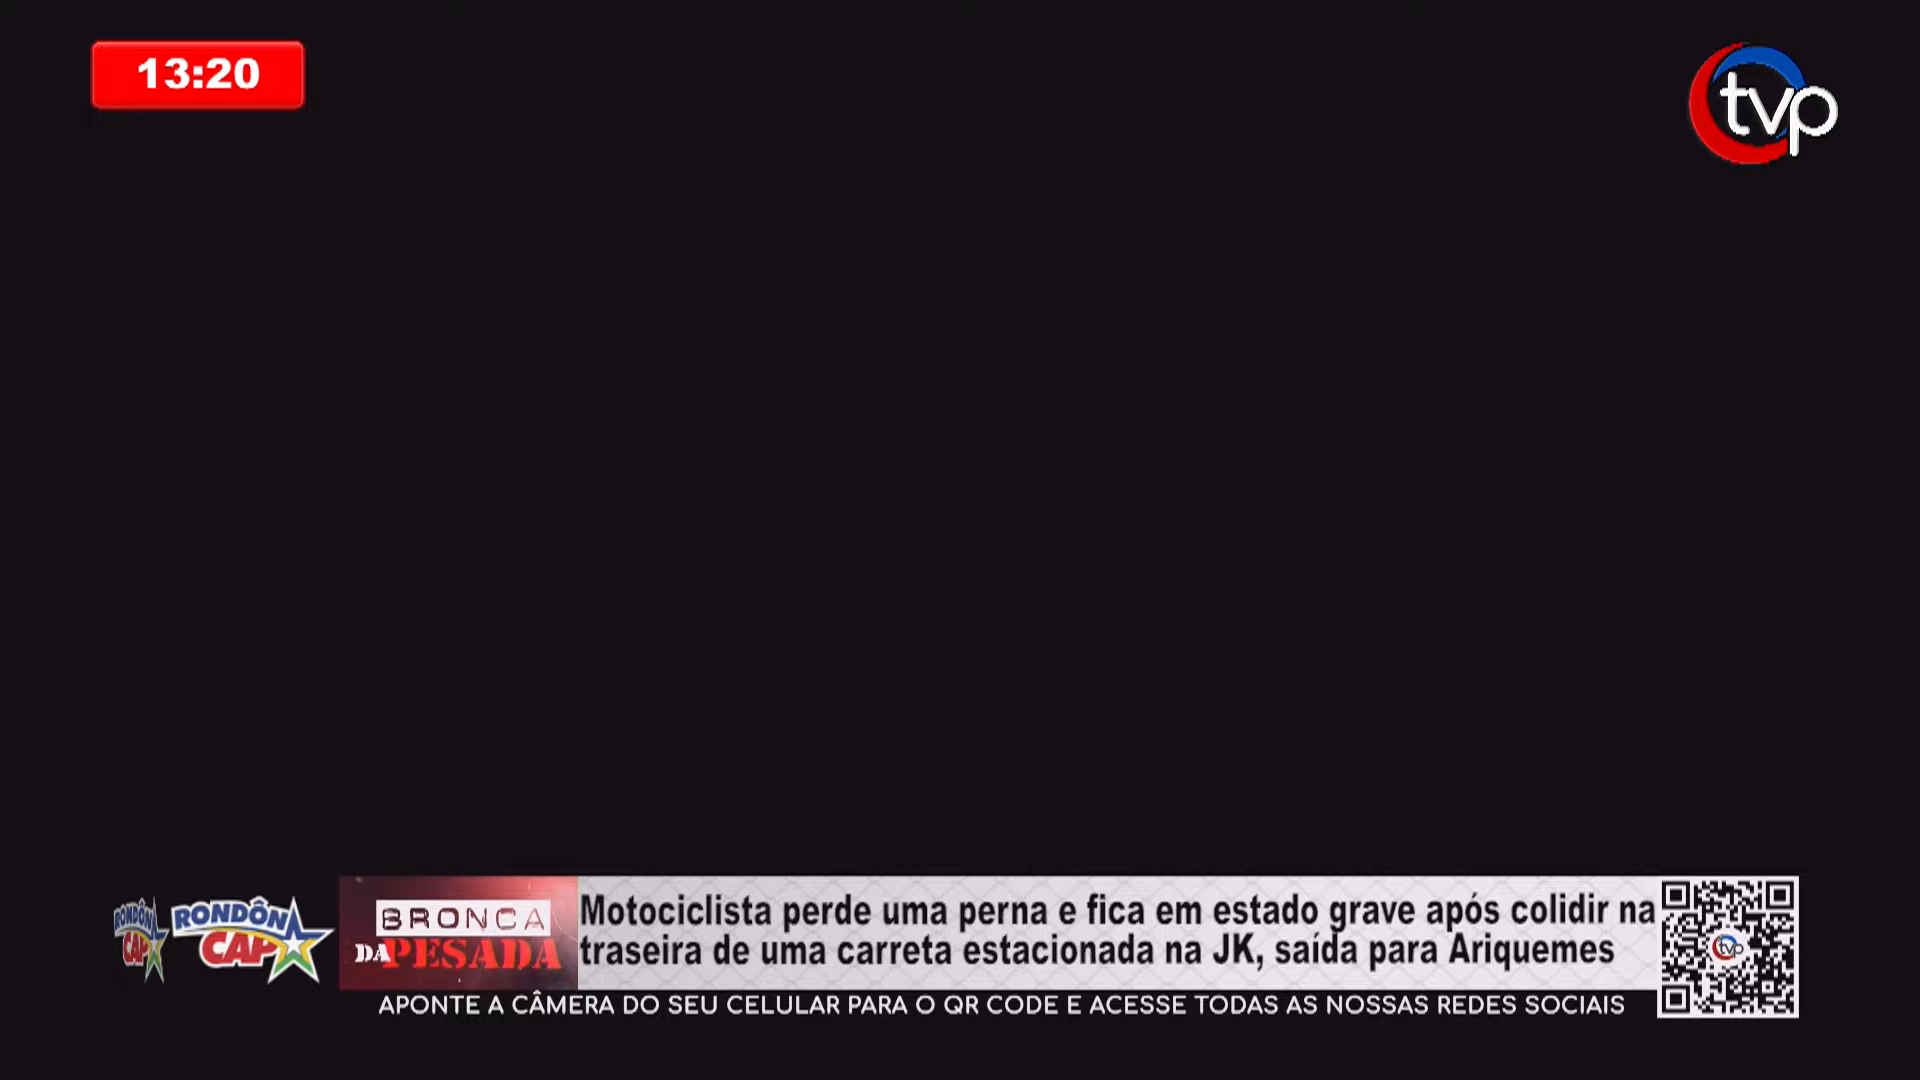 13:20
tvp
RONDÔN
CAP
RONDÔN
CAP
BRONCA
DA PESADA
Motociclista perde uma perna e fica em estado grave após colidir na
traseira de uma carreta estacionada na JK, saída para Ariquemes
tvp
APONTE A CÂMERA DO SEU CELULAR PARA O QR CODE E ACESSE TODAS AS NOSSAS REDES SOCIAIS